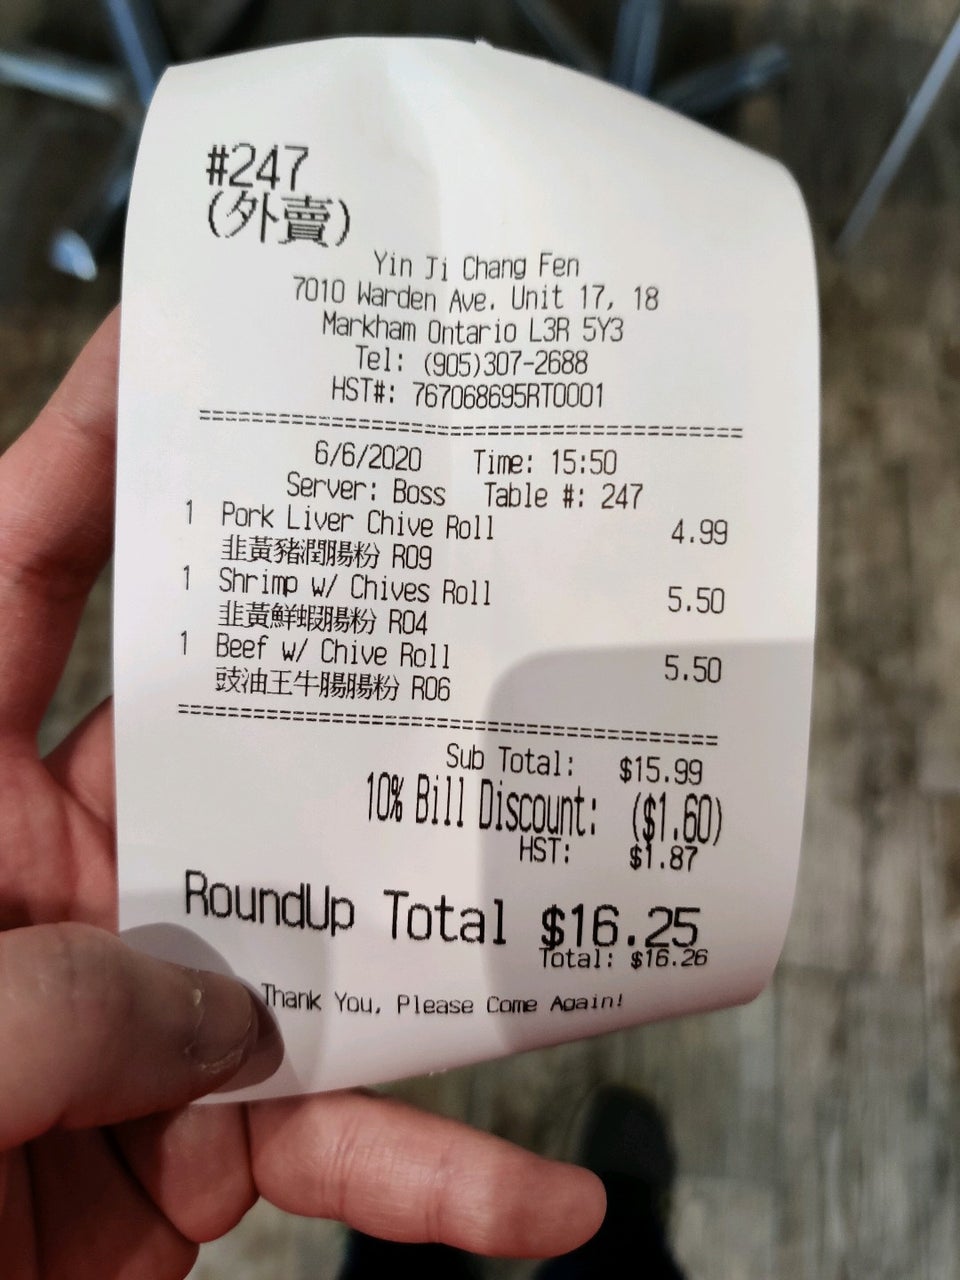 #247
(外賣)
Yin Ji Chang Fen
7010 Warden Ave. Unit 17, 18
Markham Ontario L3R 5Y3
Tel: (905)307-2688
HST#: 767068695RT0001
======================================
6/6/2020 Time: 15:50
Server: Boss Table #: 247
1 Pork Liver Chive Roll 4.99
韭黃豬潤腸粉 R09
1 Shrimp w/ Chives Roll 5.50
韭黃鮮蝦腸粉 R04
1 Beef w/ Chive Roll 5.50
豉油王牛腸腸粉 R06
======================================
Sub Total: $15.99
10% Bill Discount: ($1.60)
HST: $1.87
RoundUp Total $16.25
Total: $16.26
Thank You, Please Come Again!